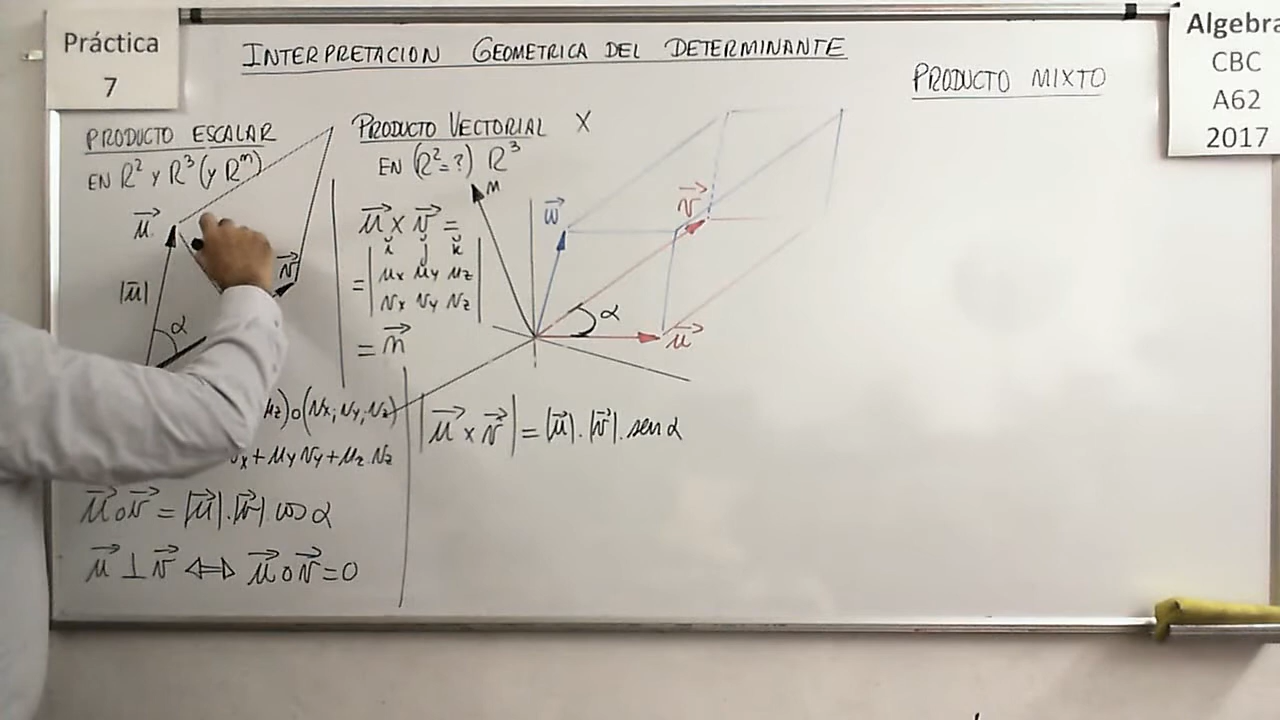 Práctica
7
INTERPRETACION GEOMETRICA DEL DETERMINANTE
Algebra
CBC
A62
2017
PRODUCTO MIXTO
PRODUCTO ESCALAR
EN R² Y R³ (Y Rⁿ)
u⃗
|u⃗|
α
v⃗
uz)o(vx;vy;vz)
vx+uyvy+uz.vz
u⃗ o v⃗ = |u⃗|.|v⃗|.cos α
u⃗ ⊥ v⃗ ⇔ u⃗ o v⃗ = 0
PRODUCTO VECTORIAL X
EN (R²=?) R³
u⃗ x v⃗ =
ĭ j̆ k̆
= | ux uy uz |
vx vy vz
= n⃗
n
w⃗
v⃗
α
u⃗
|u⃗ x v⃗| = |u⃗|.|v⃗|.sen α